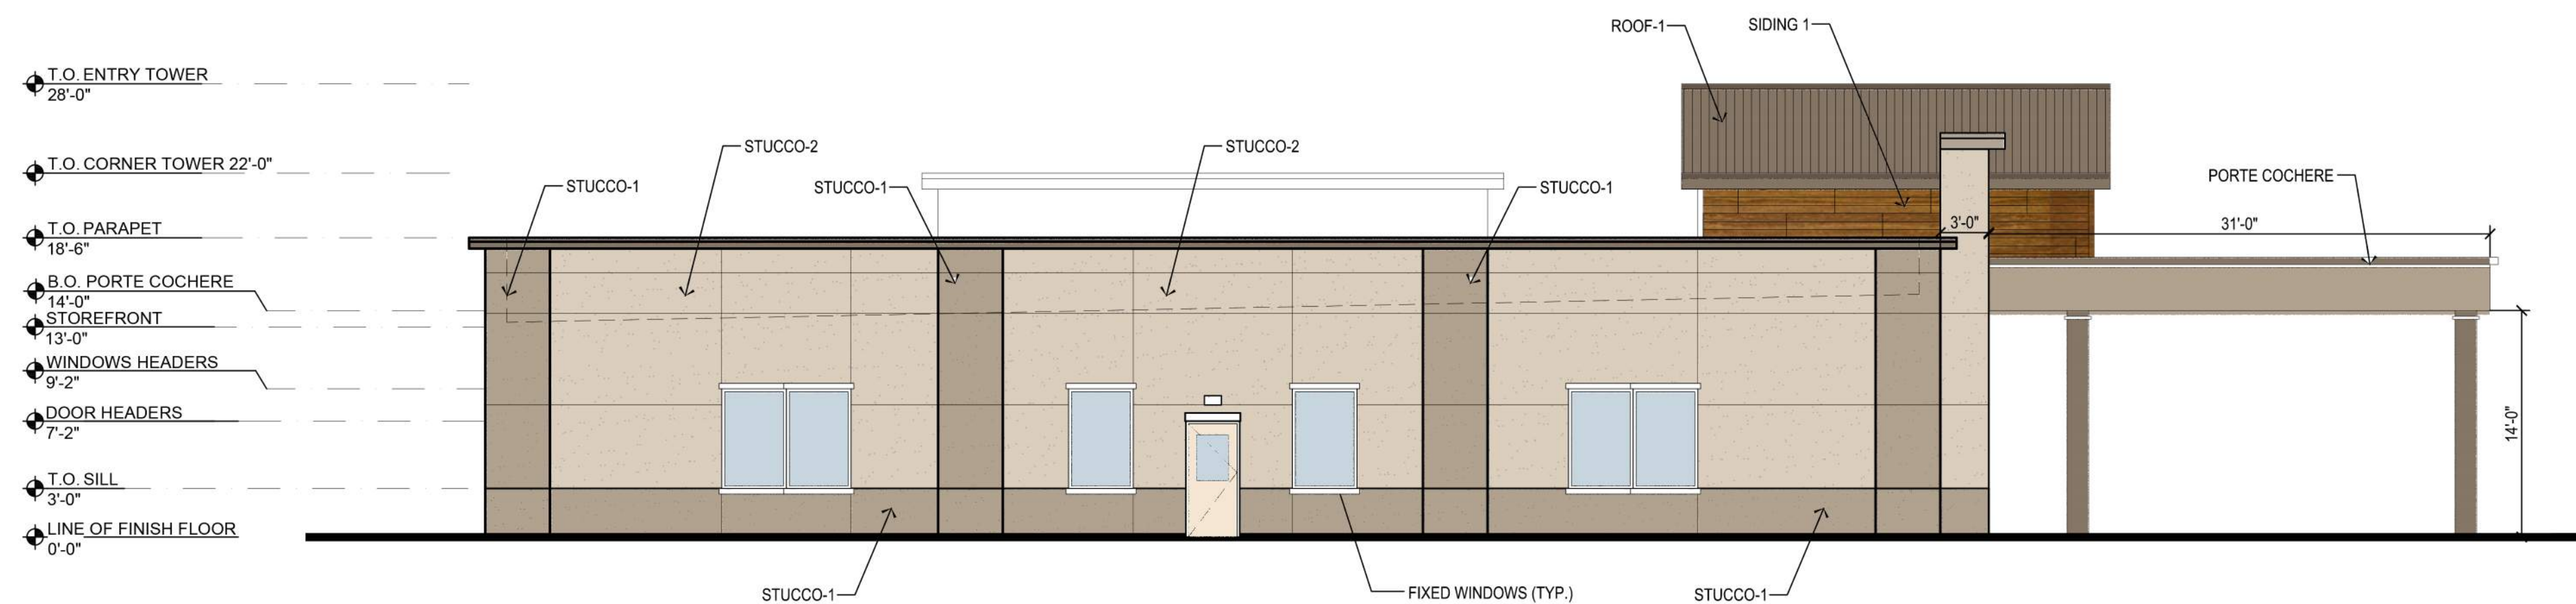 ROOF-1
SIDING 1
T.O. ENTRY TOWER
28'-0"
STUCCO-2
STUCCO-2
T.O. CORNER TOWER 22'-0"
STUCCO-1
STUCCO-1
STUCCO-1
PORTE COCHERE
T.O. PARAPET
18'-6"
3'-0"
31'-0"
B.O. PORTE COCHERE
14'-0"
STOREFRONT
13'-0"
WINDOWS HEADERS
9'-2"
DOOR HEADERS
7'-2"
14'-0"
T.O. SILL
3'-0"
LINE OF FINISH FLOOR
0'-0"
STUCCO-1
FIXED WINDOWS (TYP.)
STUCCO-1